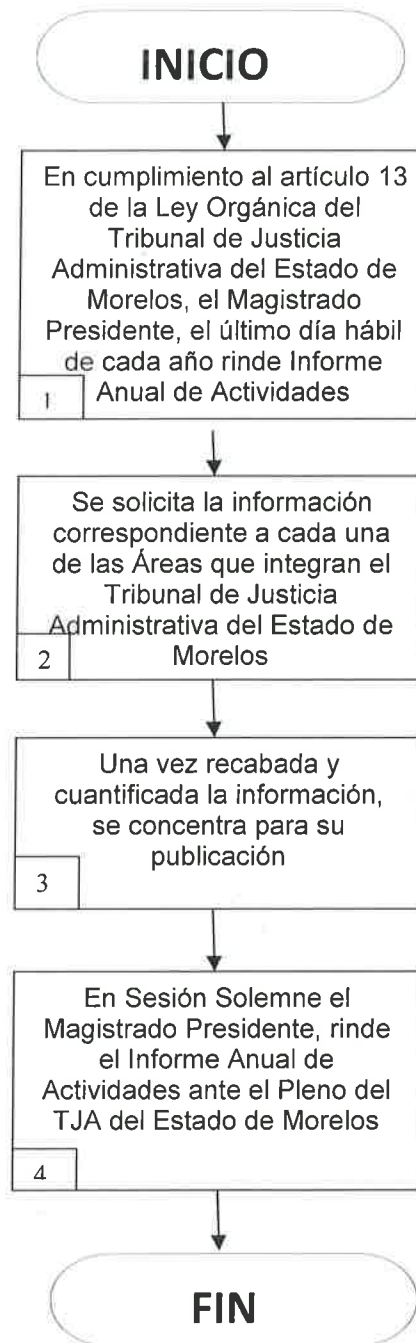 INICIO
En cumplimiento al artículo 13
de la Ley Orgánica del
Tribunal de Justicia
Administrativa del Estado de
Morelos, el Magistrado
Presidente, el último día hábil
de cada año rinde Informe
Anual de Actividades
1
Se solicita la información
correspondiente a cada una
de las Áreas que integran el
Tribunal de Justicia
Administrativa del Estado de
Morelos
2
Una vez recabada y
cuantificada la información,
se concentra para su
publicación
3
En Sesión Solemne el
Magistrado Presidente, rinde
el Informe Anual de
Actividades ante el Pleno del
TJA del Estado de Morelos
4
FIN